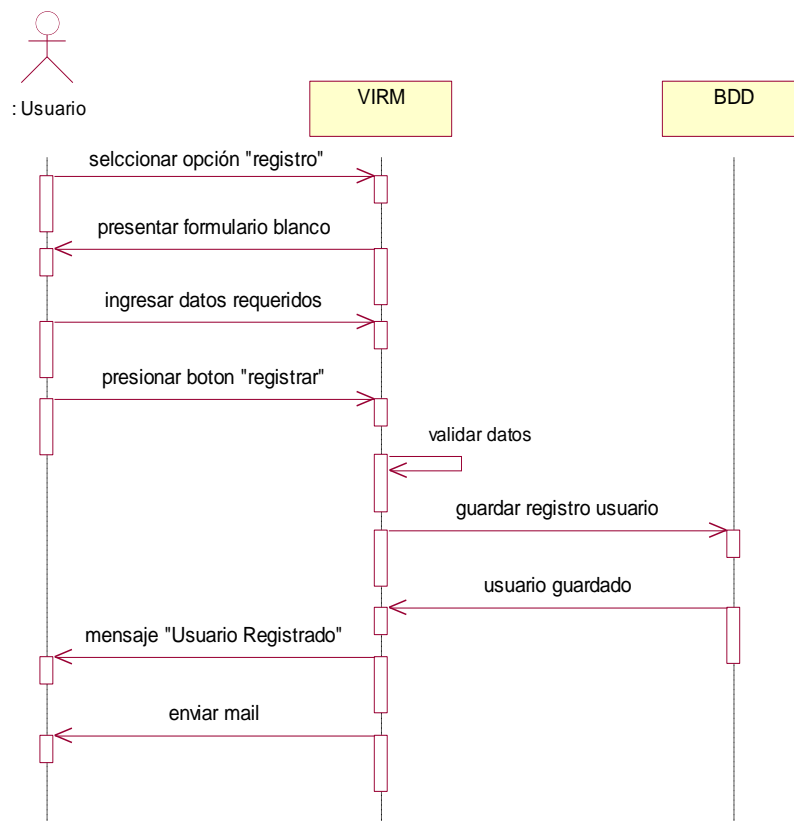 : Usuario
VIRM
BDD
selccionar opción "registro"
presentar formulario blanco
ingresar datos requeridos
presionar boton "registrar"
validar datos
guardar registro usuario
usuario guardado
mensaje "Usuario Registrado"
enviar mail